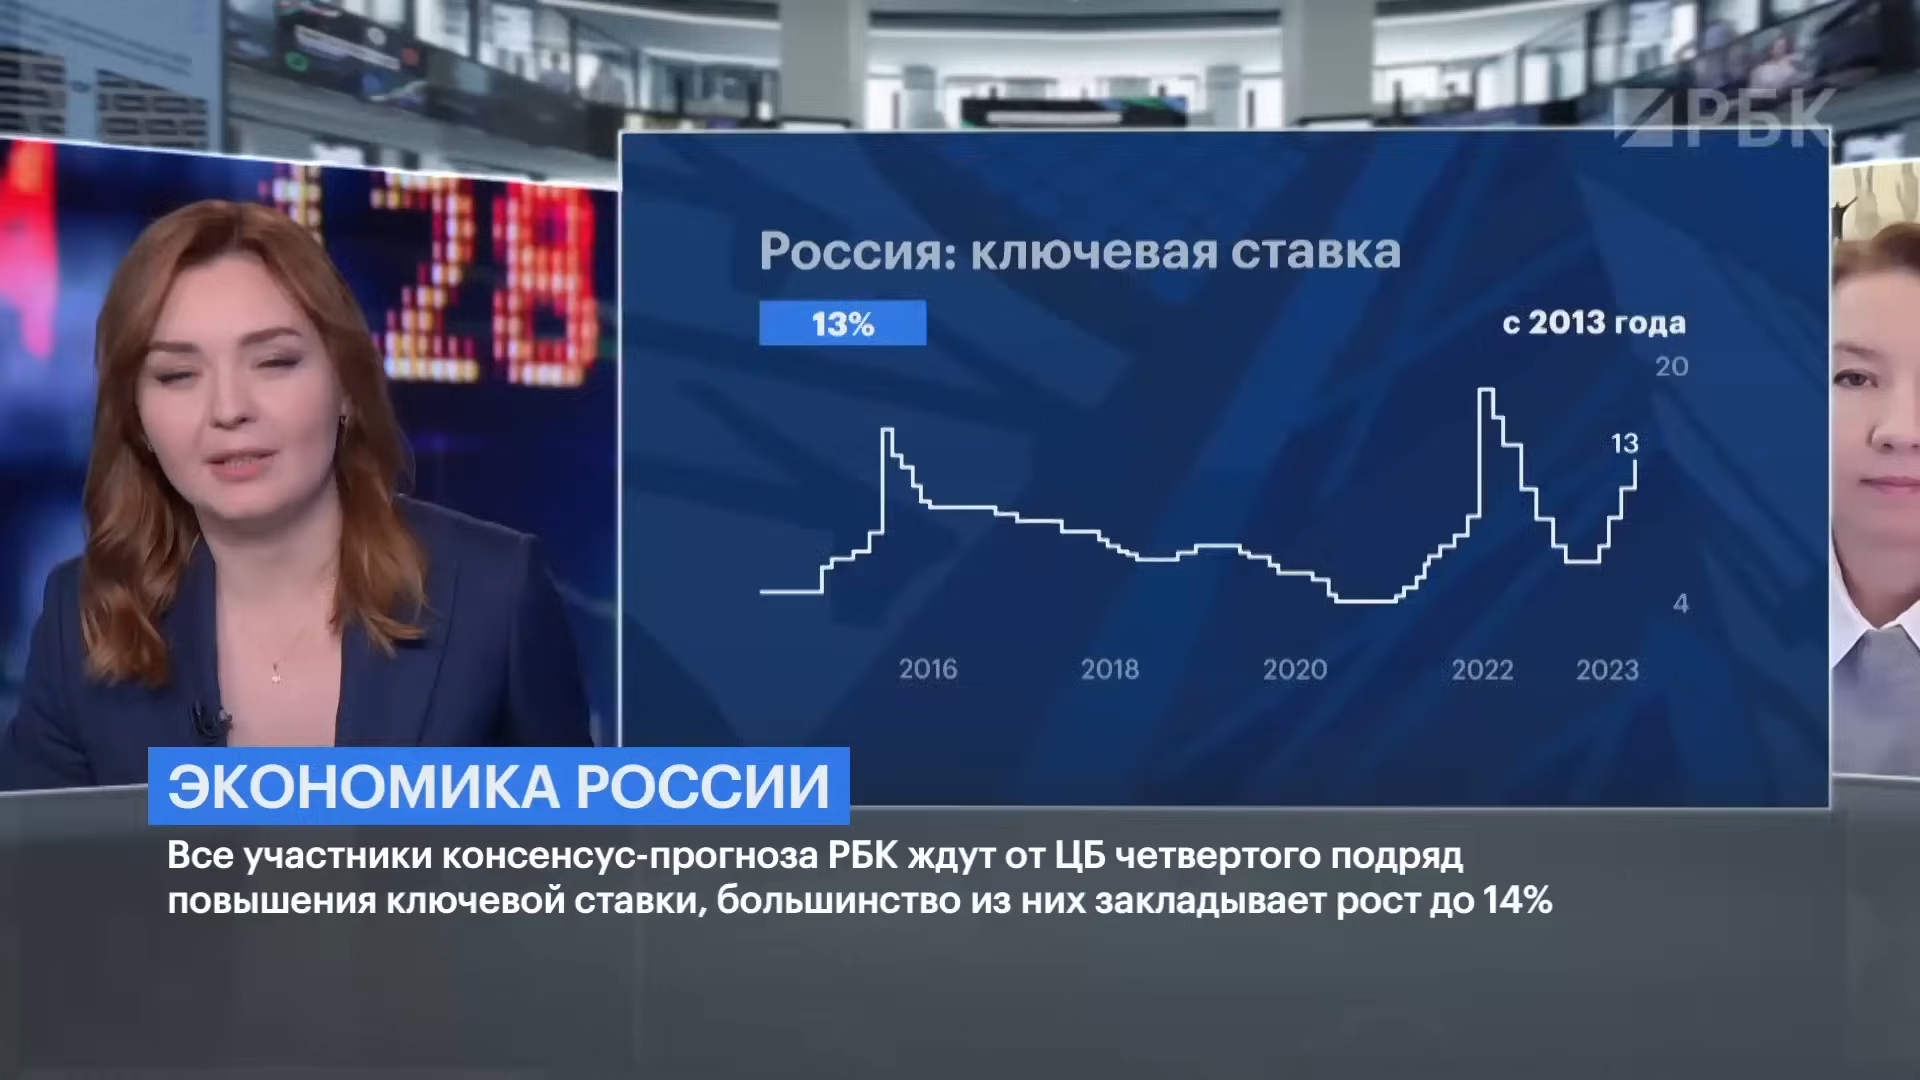 РБК
128
Россия: ключевая ставка
13%
с 2013 года
20
13
4
2016 2018 2020 2022 2023
ЭКОНОМИКА РОССИИ
Все участники консенсус-прогноза РБК ждут от ЦБ четвертого подряд
повышения ключевой ставки, большинство из них закладывает рост до 14%